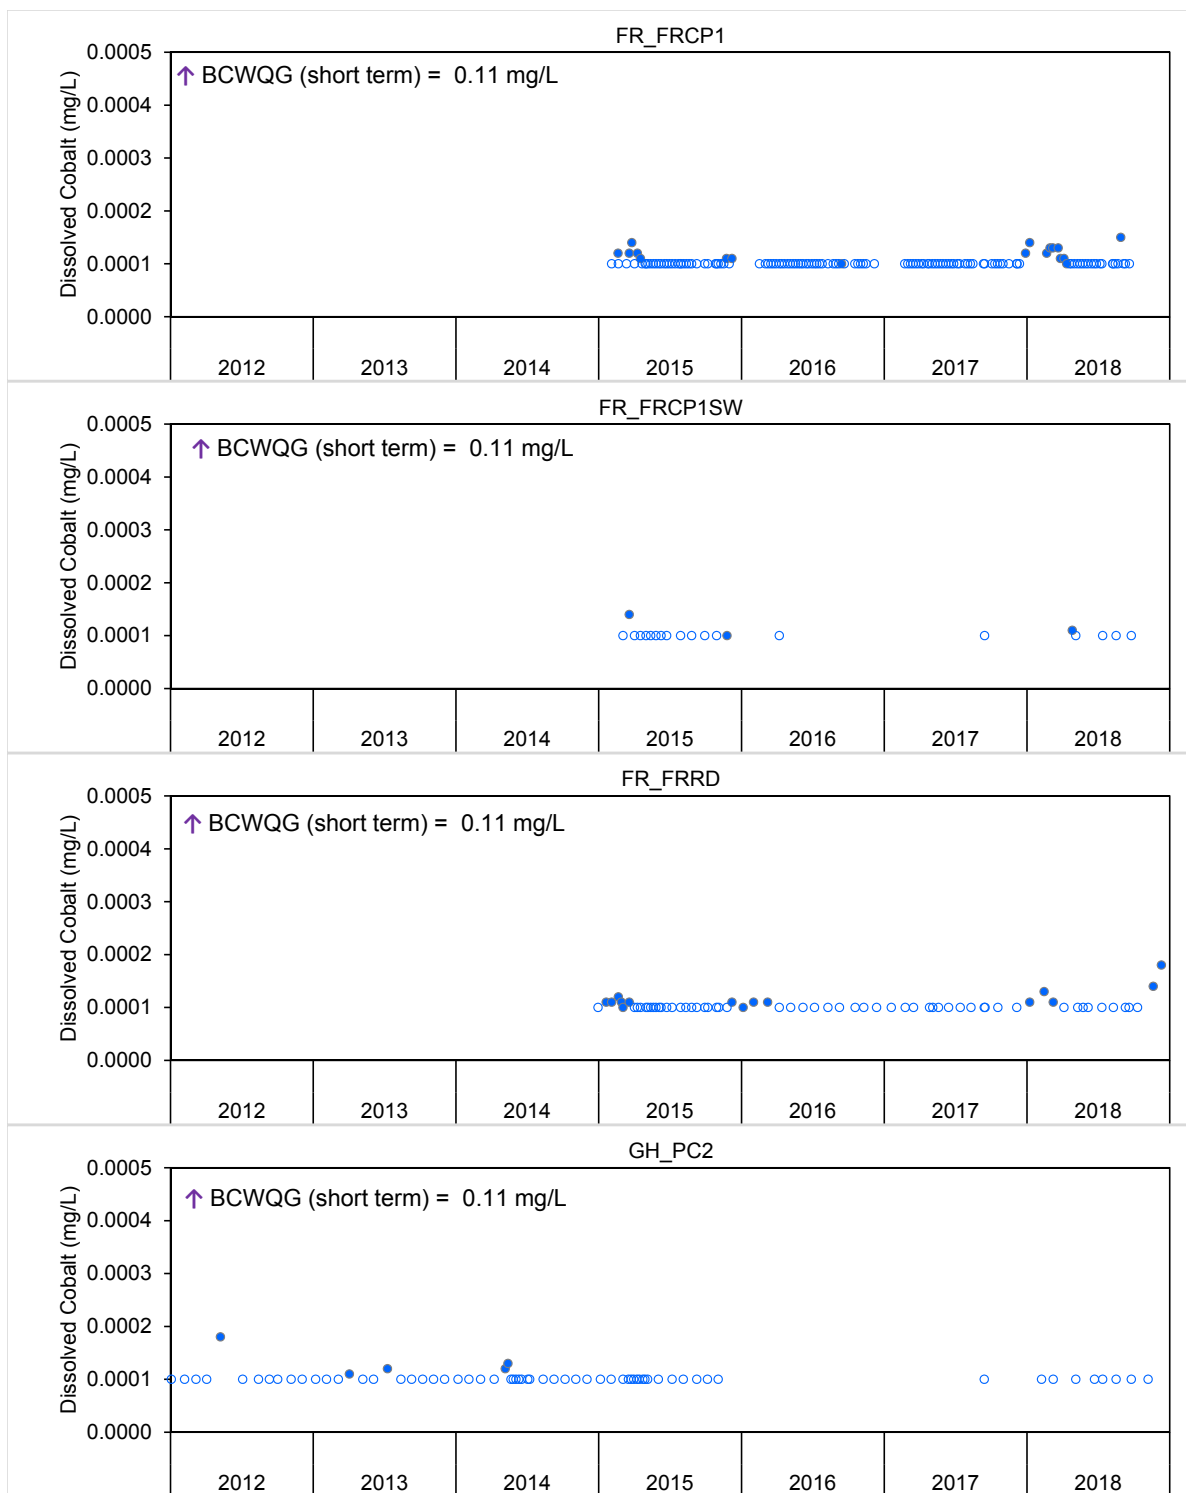 FR_FRCP1
0.0005
↑ BCWQG (short term) = 0.11 mg/L
0.0004
0.0003
0.0002
0.0001
0.0000
Dissolved Cobalt (mg/L)
2012 2013 2014 2015 2016 2017 2018
FR_FRCP1SW
0.0005
↑ BCWQG (short term) = 0.11 mg/L
0.0004
0.0003
0.0002
0.0001
0.0000
Dissolved Cobalt (mg/L)
2012 2013 2014 2015 2016 2017 2018
FR_FRRD
0.0005
↑ BCWQG (short term) = 0.11 mg/L
0.0004
0.0003
0.0002
0.0001
0.0000
Dissolved Cobalt (mg/L)
2012 2013 2014 2015 2016 2017 2018
GH_PC2
0.0005
↑ BCWQG (short term) = 0.11 mg/L
0.0004
0.0003
0.0002
0.0001
0.0000
Dissolved Cobalt (mg/L)
2012 2013 2014 2015 2016 2017 2018